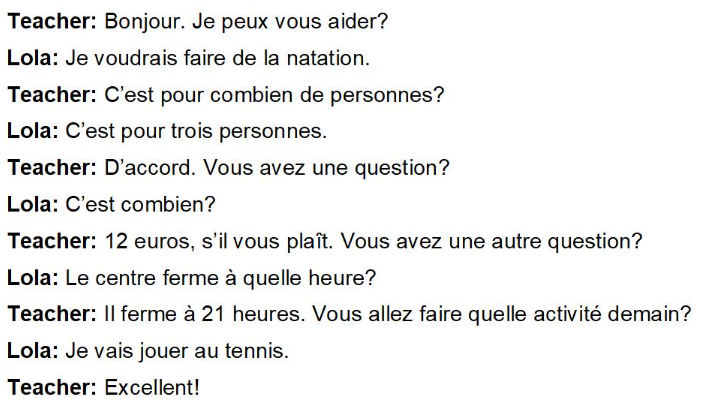 Teacher: Bonjour. Je peux vous aider?
Lola: Je voudrais faire de la natation.
Teacher: C’est pour combien de personnes?
Lola: C’est pour trois personnes.
Teacher: D’accord. Vous avez une question?
Lola: C’est combien?
Teacher: 12 euros, s’il vous plaît. Vous avez une autre question?
Lola: Le centre ferme à quelle heure?
Teacher: Il ferme à 21 heures. Vous allez faire quelle activité demain?
Lola: Je vais jouer au tennis.
Teacher: Excellent!